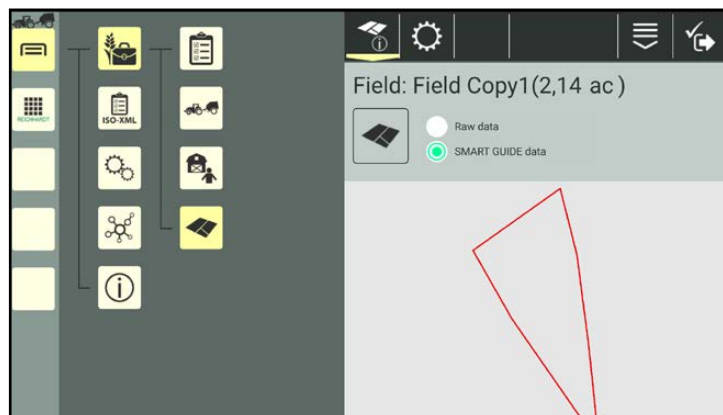 REICHHARDT
ISO-XML
Field: Field Copy1(2,14 ac )
Raw data
SMART GUIDE data